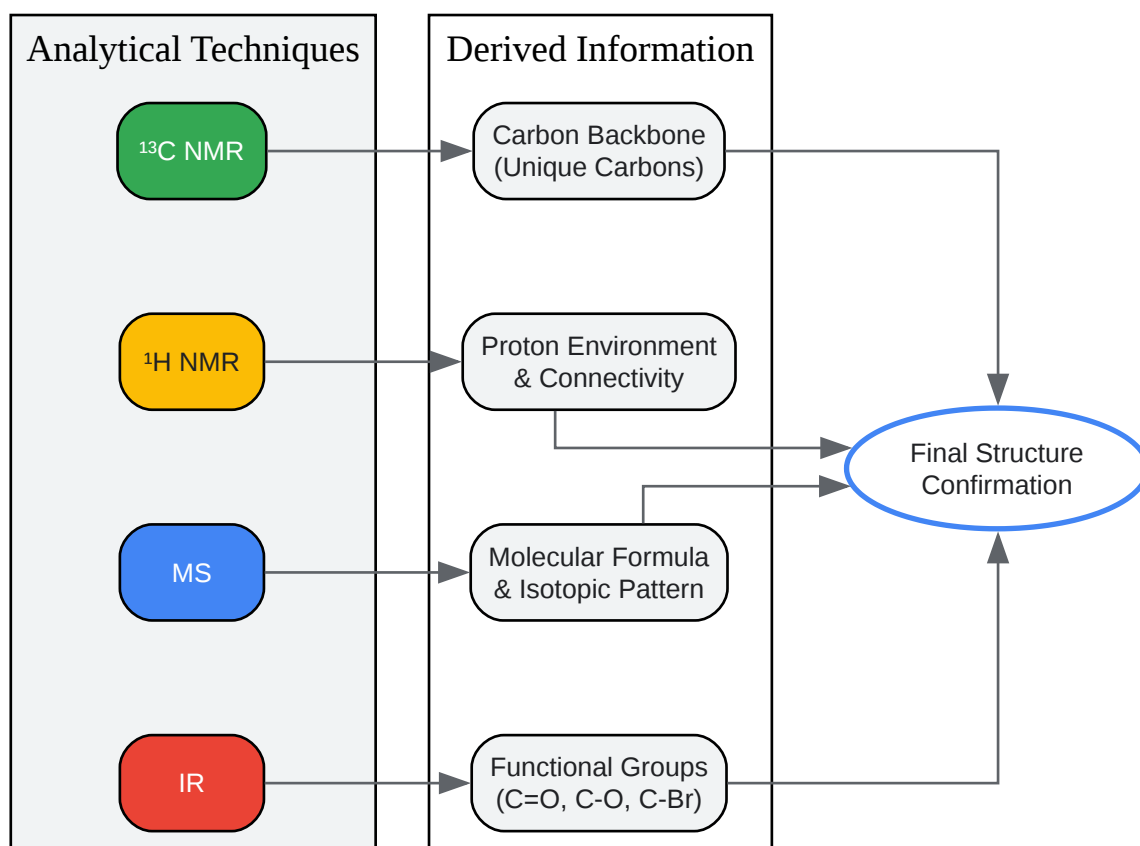 Analytical Techniques
Derived Information
¹³C NMR
Carbon Backbone
(Unique Carbons)
¹H NMR
Proton Environment
& Connectivity
Final Structure
Confirmation
MS
Molecular Formula
& Isotopic Pattern
IR
Functional Groups
(C=O, C-O, C-Br)